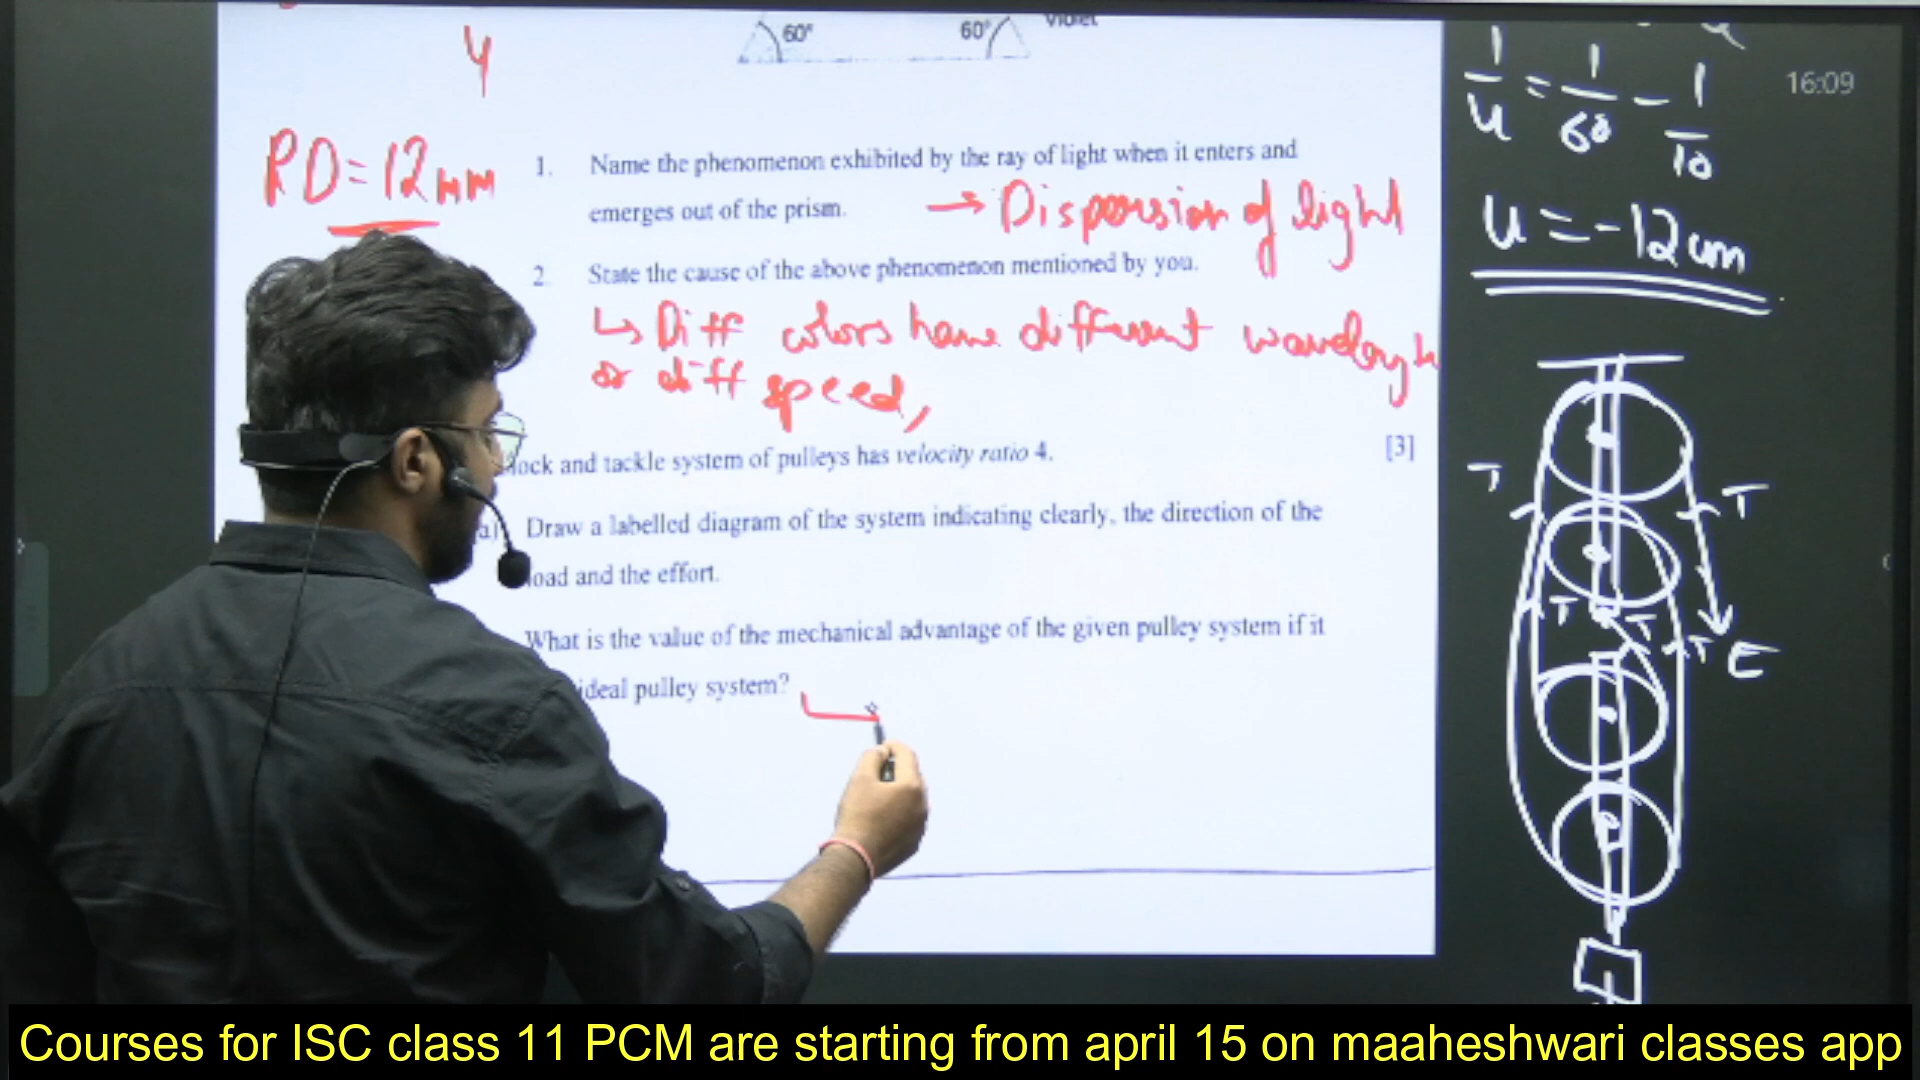 60°
60°
Violet
y
RD = 12 mm
1. Name the phenomenon exhibited by the ray of light when it enters and
emerges out of the prism.
→ Dispersion of light
2. State the cause of the above phenomenon mentioned by you.
↳ Diff colors have different wavelength
or diff speed,
lock and tackle system of pulleys has velocity ratio 4.
[3]
a) Draw a labelled diagram of the system indicating clearly, the direction of the
load and the effort.
What is the value of the mechanical advantage of the given pulley system if it
ideal pulley system?
16:09
1/u = 1/60 - 1/10
u = -12 cm
T
T
T
T
T
E
Courses for ISC class 11 PCM are starting from april 15 on maaheshwari classes app